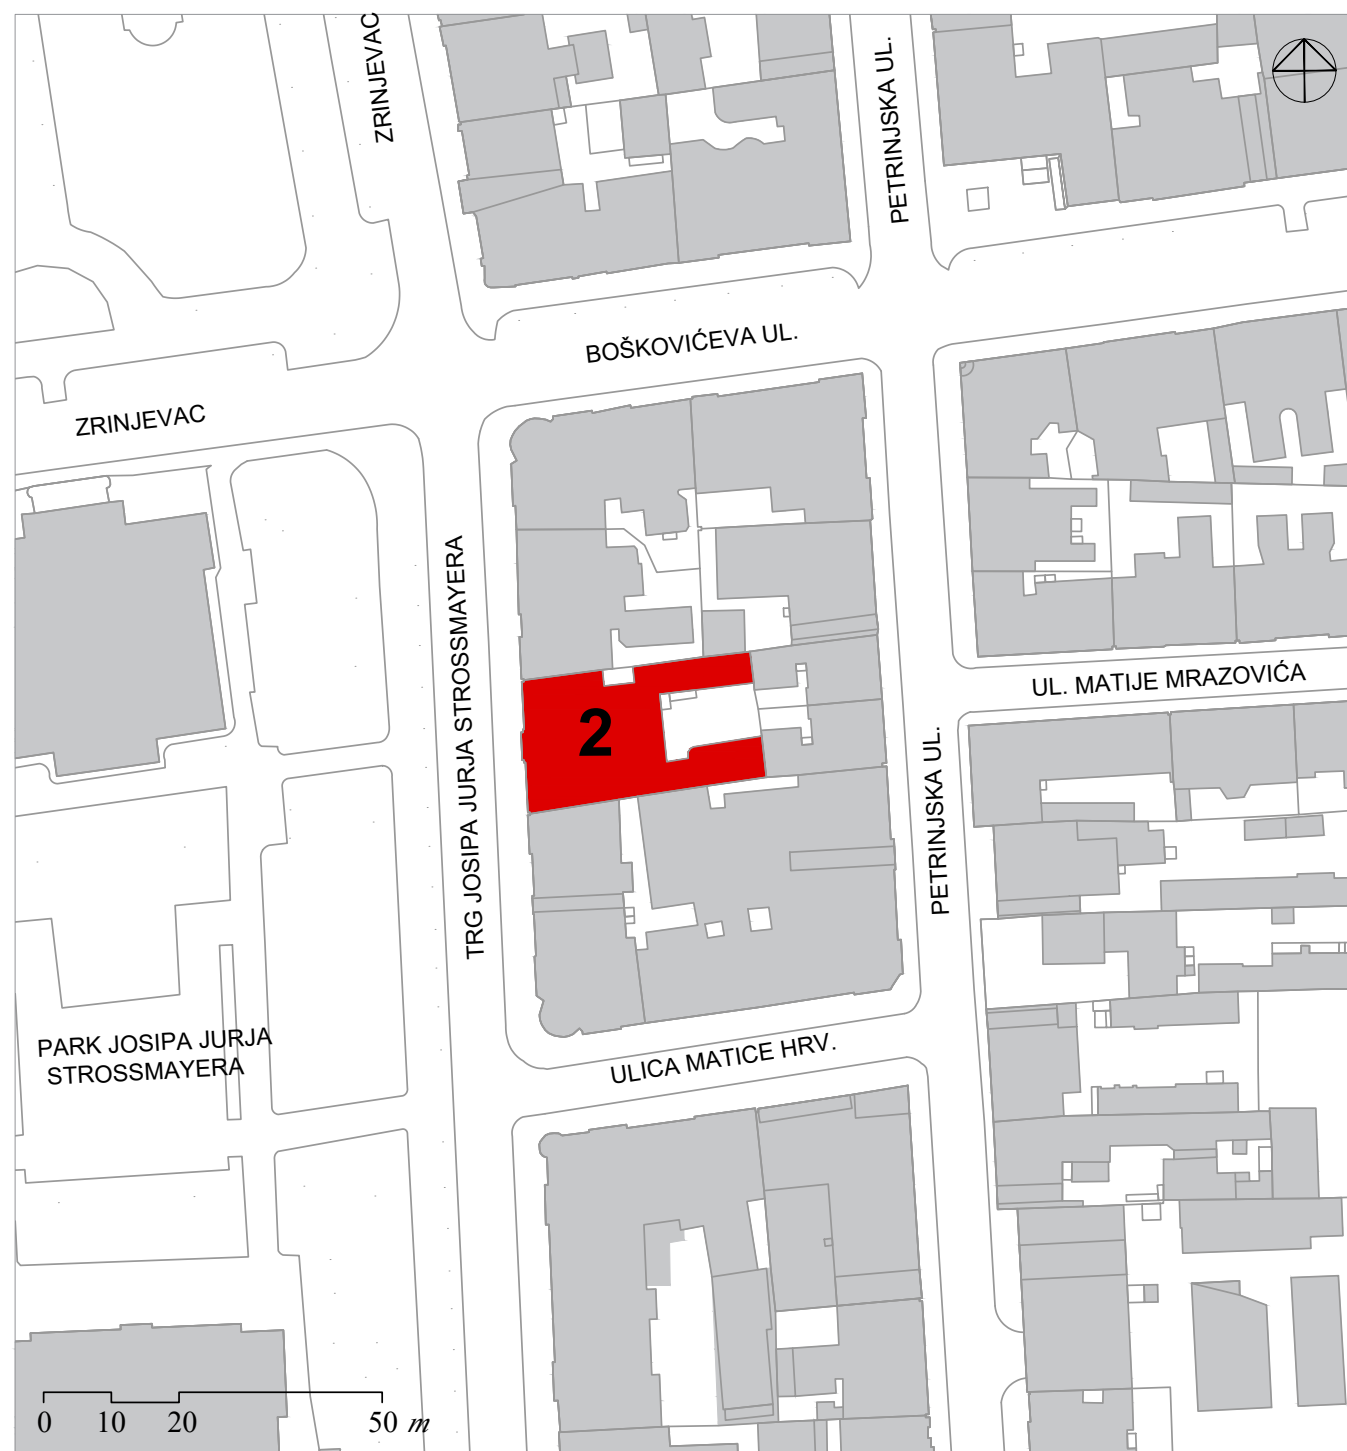 ZRINJEVAC
PETRINJSKA UL.
BOŠKOVIĆEVA UL.
ZRINJEVAC
TRG JOSIPA JURJA STROSSMAYERA
UL. MATIJE MRAZOVIĆA
2
PETRINJSKA UL.
PARK JOSIPA JURJA
STROSSMAYERA
ULICA MATICE HRV.
0 10 20 50 m